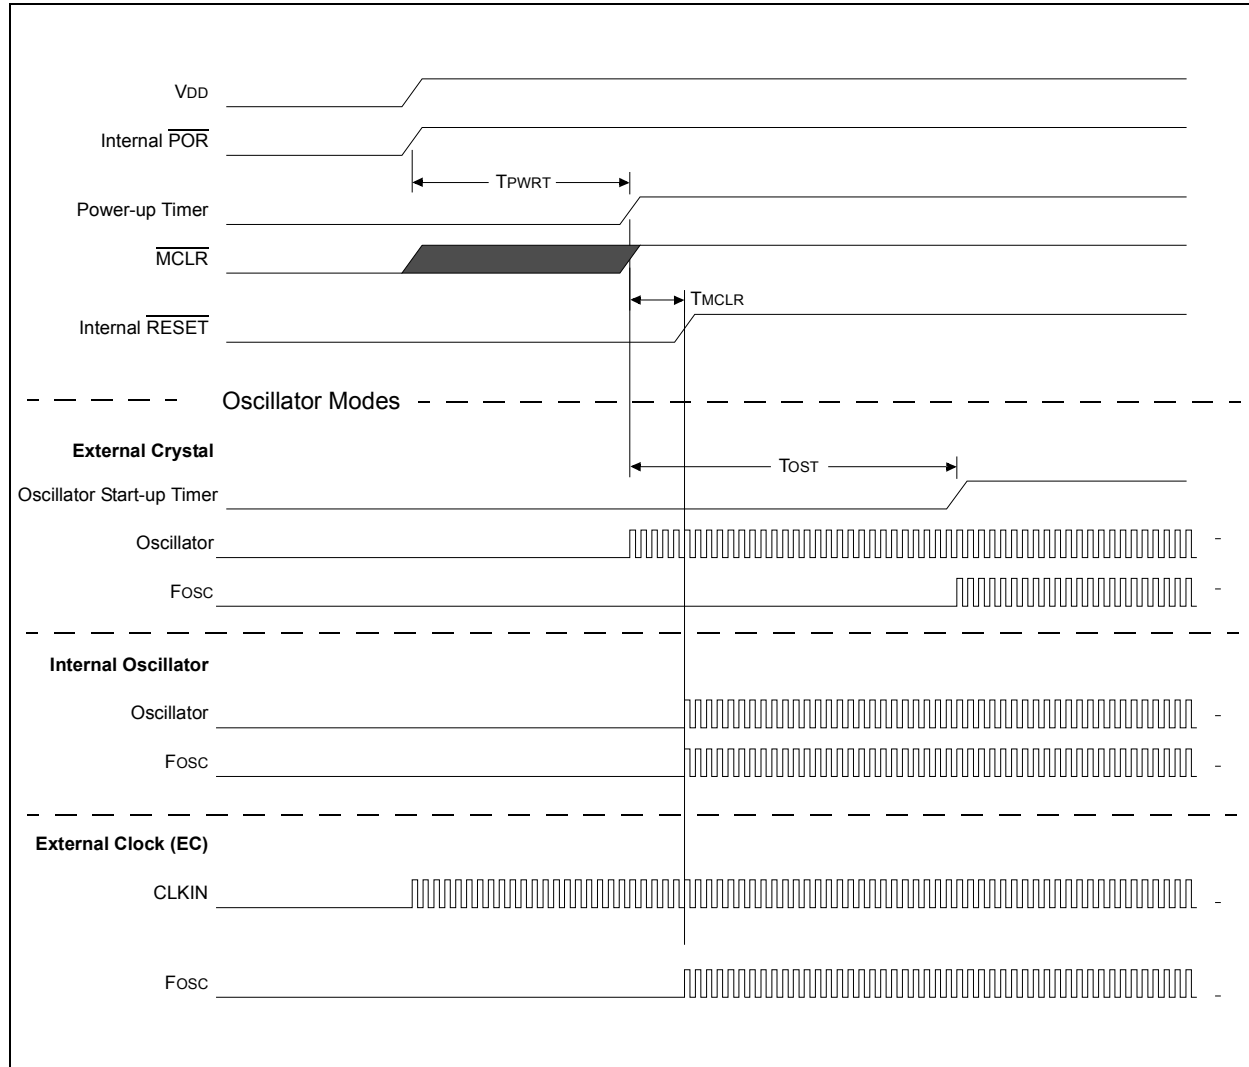 VDD
Internal POR
TPWRT
Power-up Timer
MCLR
TMCLR
Internal RESET
Oscillator Modes
External Crystal
TOST
Oscillator Start-up Timer
Oscillator
FOSC
Internal Oscillator
Oscillator
FOSC
External Clock (EC)
CLKIN
FOSC